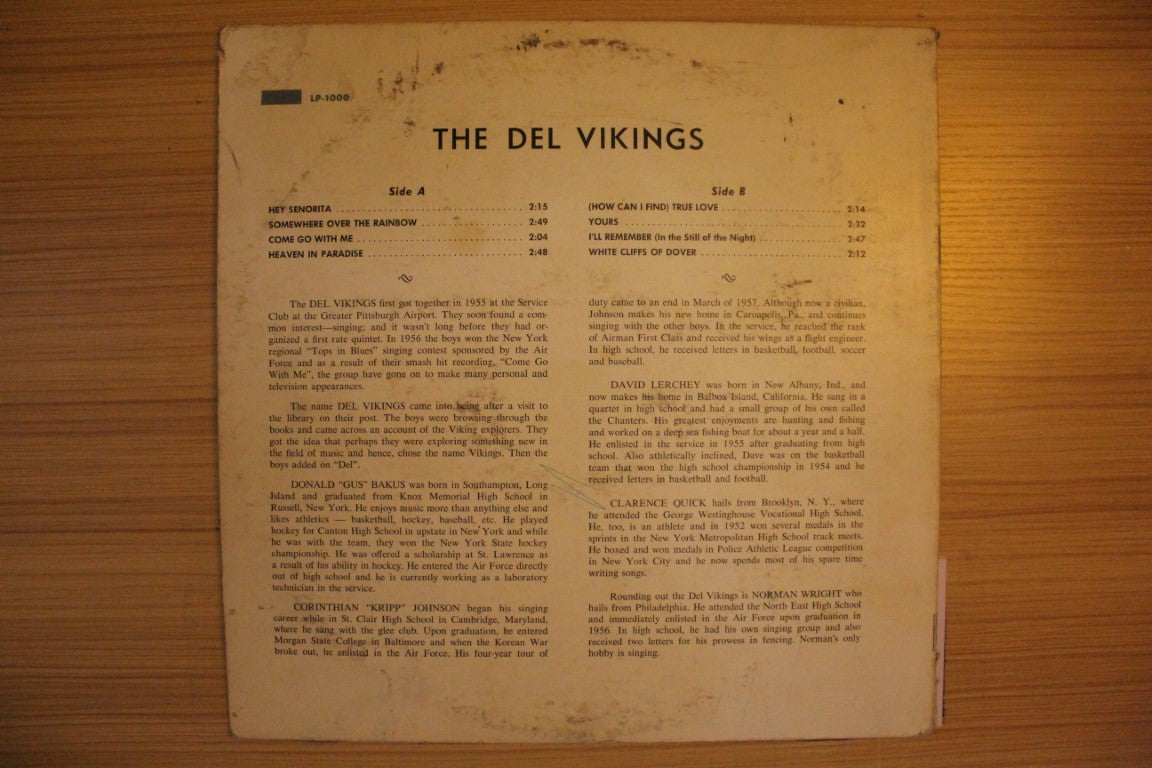 LP-1000
THE DEL VIKINGS
Side A
HEY SENORITA 2:15
SOMEWHERE OVER THE RAINBOW 2:49
COME GO WITH ME 2:04
HEAVEN IN PARADISE 2:48
Side B
(HOW CAN I FIND) TRUE LOVE 2:14
YOURS 2:32
I'LL REMEMBER (In the Still of the Night) 2:47
WHITE CLIFFS OF DOVER 2:12
The DEL VIKINGS first got together in 1955 at the Service
Club at the Greater Pittsburgh Airport. They soon found a com-
mon interest—singing; and it wasn't long before they had or-
ganized a first rate quintet. In 1956 the boys won the New York
regional "Tops in Blues" singing contest sponsored by the Air
Force and as a result of their smash hit recording, "Come Go
With Me", the group have gone on to make many personal and
television appearances.
The name DEL VIKINGS came into being after a visit to
the library on their post. The boys were browsing through the
books and came across an account of the Viking explorers. They
got the idea that perhaps they were exploring something new in
the field of music and hence, chose the name Vikings. Then the
boys added on "Del".
DONALD "GUS" BAKUS was born in Southampton, Long
Island and graduated from Knox Memorial High School in
Russell, New York. He enjoys music more than anything else and
likes athletics — basketball, hockey, baseball, etc. He played
hockey for Canton High School in upstate in New York and while
he was with the team, they won the New York State hockey
championship. He was offered a scholarship at St. Lawrence as
a result of his ability in hockey. He entered the Air Force directly
out of high school and he is currently working as a laboratory
technician in the service.
CORINTHIAN "KRIPP" JOHNSON began his singing
career while in St. Clair High School in Cambridge, Maryland,
where he sang with the glee club. Upon graduation, he entered
Morgan State College in Baltimore and when the Korean War
broke out, he enlisted in the Air Force. His four-year tour of
duty came to an end in March of 1957. Although now a civilian,
Johnson makes his new home in Caroapolis, Pa., and continues
singing with the other boys. In the service, he reached the rank
of Airman First Class and received his wings as a flight engineer.
In high school, he received letters in basketball, football, soccer
and baseball.
DAVID LERCHEY was born in New Albany, Ind., and
now makes his home in Balboa Island, California. He sang in a
quartet in high school and had a small group of his own called
the Chanters. His greatest enjoyments are hunting and fishing
and worked on a deep sea fishing boat for about a year and a half.
He enlisted in the service in 1955 after graduating from high
school. Also athletically inclined, Dave was on the basketball
team that won the high school championship in 1954 and he
received letters in basketball and football.
CLARENCE QUICK hails from Brooklyn, N. Y., where
he attended the George Westinghouse Vocational High School.
He, too, is an athlete and in 1952 won several medals in the
sprints in the New York Metropolitan High School track meets.
He boxed and won medals in Police Athletic League competition
in New York City and he now spends most of his spare time
writing songs.
Rounding out the Del Vikings is NORMAN WRIGHT who
hails from Philadelphia. He attended the North East High School
and immediately enlisted in the Air Force upon graduation in
1956. In high school, he had his own singing group and also
received two letters for his prowess in fencing. Norman's only
hobby is singing.